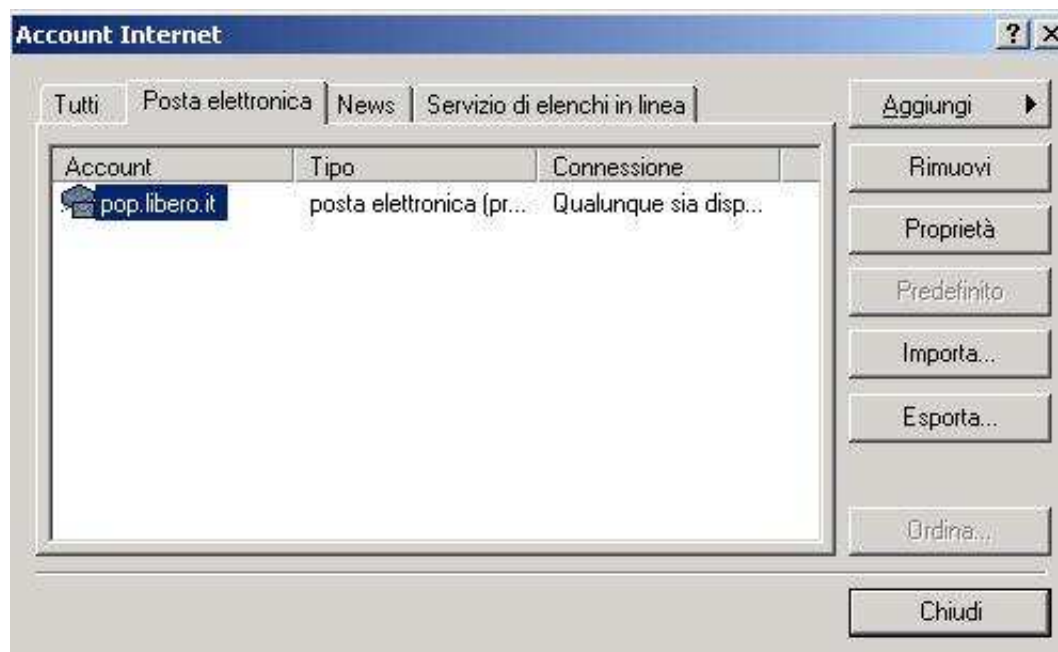 Account Internet
Tutti Posta elettronica News Servizio di elenchi in linea
Account Tipo Connessione
pop.libero.it posta elettronica (pr... Qualunque sia disp...
Aggiungi
Rimuovi
Proprietà
Predefinito
Importa...
Esporta...
Ordina...
Chiudi